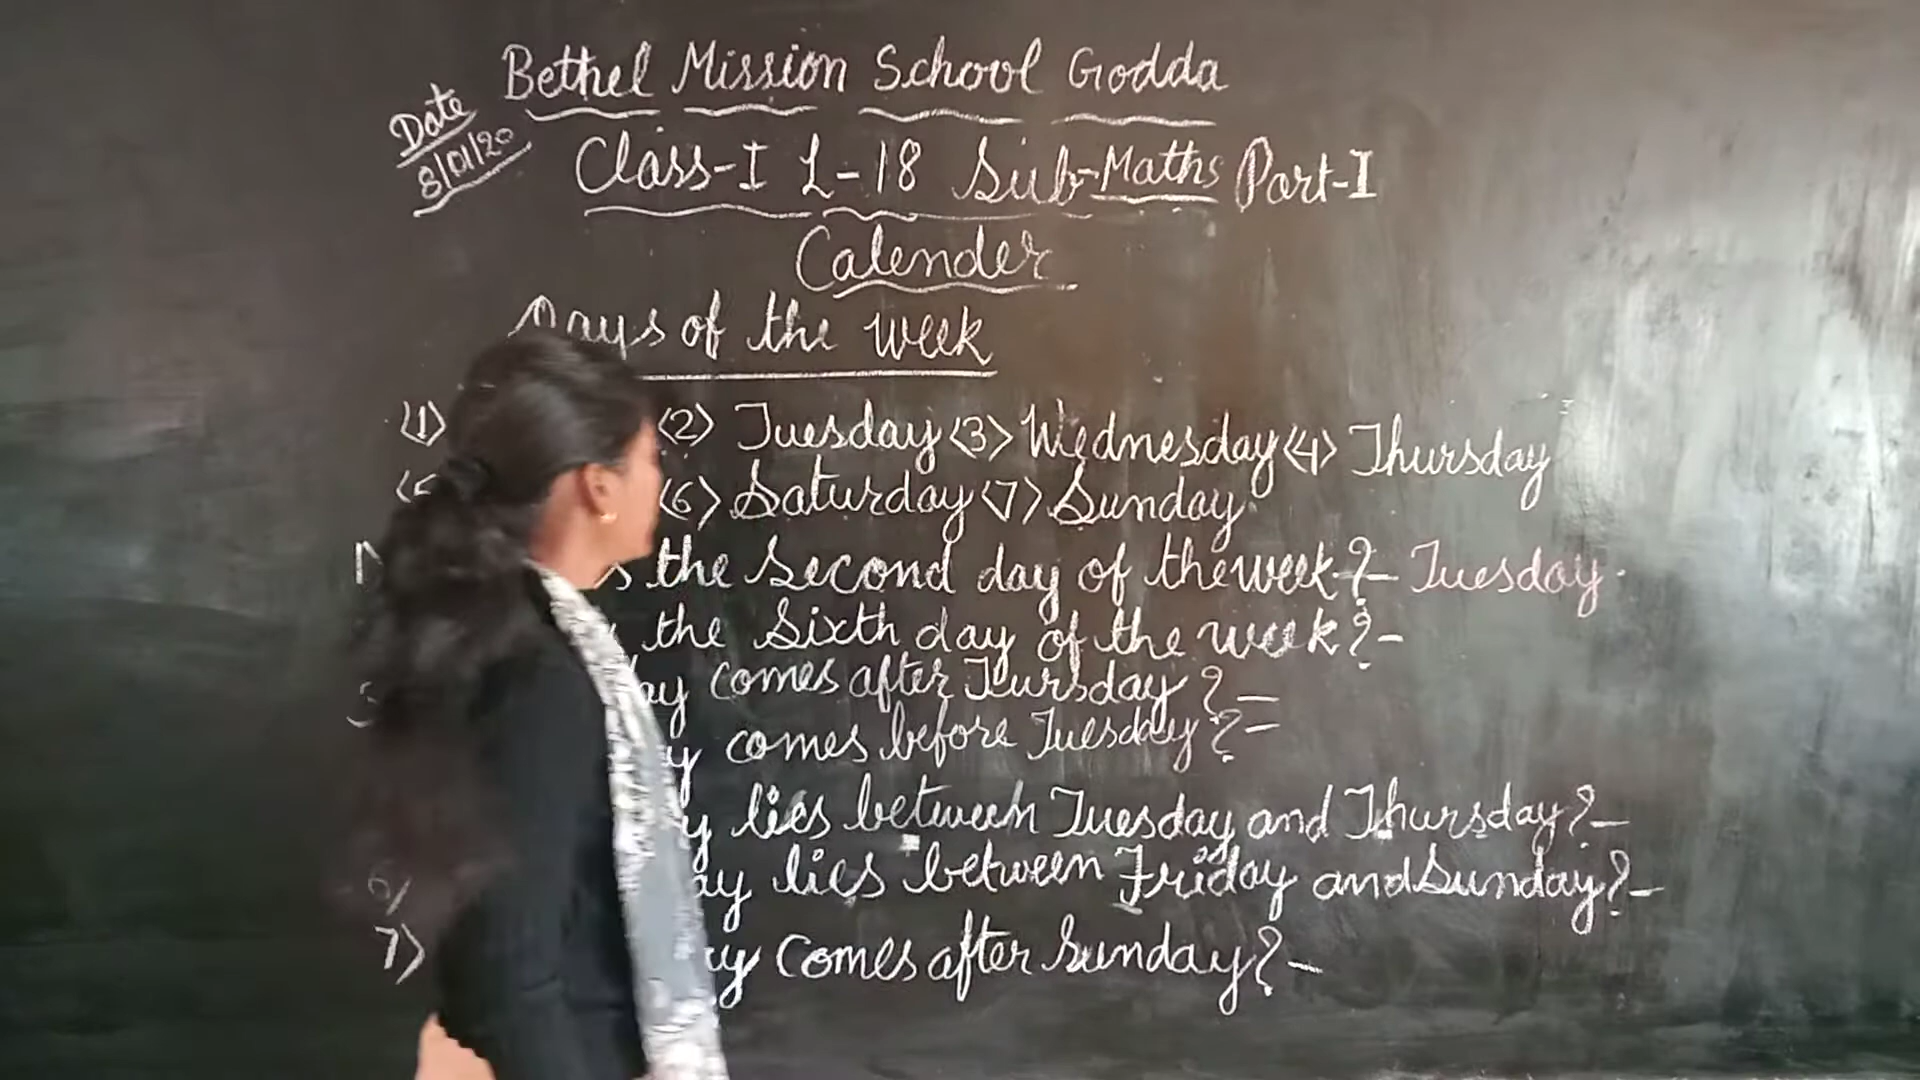 Bethel Mission School Godda
Date
8/01/20
Class-I L-18 Sub-Maths Part-I
Calender
Days of the week
(1) (2) Tuesday (3) Wednesday (4) Thursday
(6) Saturday (7) Sunday
the second day of the week? - Tuesday.
the Sixth day of the week? -
comes after Tursday? -
comes before Tuesday? -
lies between Tuesday and Thursday? -
6) lies between Friday and Sunday? -
7) comes after Sunday? -